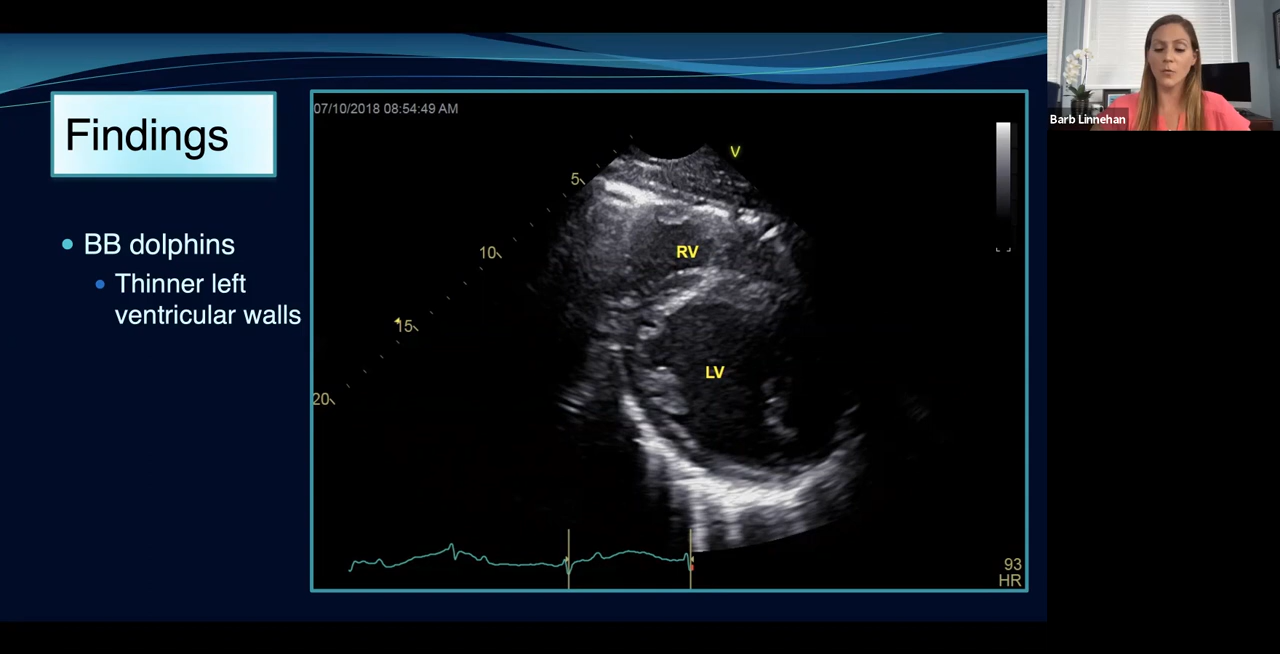 Findings
BB dolphins
Thinner left
ventricular walls
07/10/2018 08:54:49 AM
V
5
10
15
20
RV
LV
93
HR
Barb Linnehan